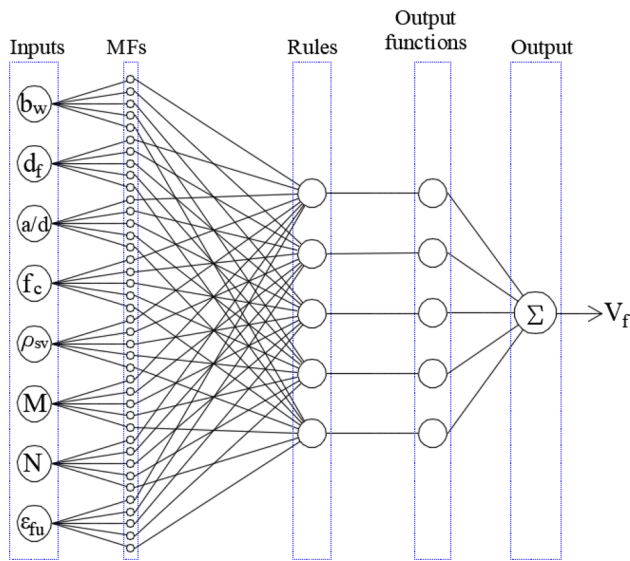 Inputs
MFs
Rules
Output
functions
Output
b_w
d_f
a/d
f_c
ρ_sv
M
N
ε_fu
Σ
V_f